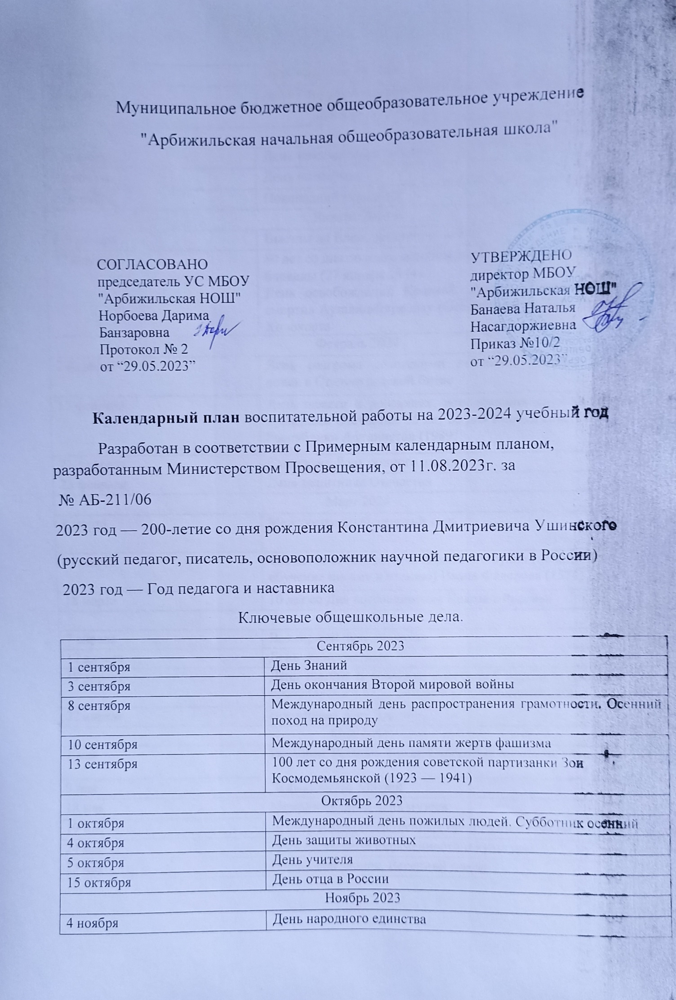 Муниципальное бюджетное общеобразовательное учреждение
"Арбижильская начальная общеобразовательная школа"
СОГЛАСОВАНО
председатель УС МБОУ
"Арбижильская НОШ"
Норбоева Дарима
Банзаровна
Протокол № 2
от “29.05.2023”
УТВЕРЖДЕНО
директор МБОУ
"Арбижильская НОШ"
Банаева Наталья
Насагдоржиевна
Приказ №10/2
от “29.05.2023”
Календарный план воспитательной работы на 2023-2024 учебный год
Разработан в соответствии с Примерным календарным планом,
разработанным Министерством Просвещения, от 11.08.2023г. за
№ АБ-211/06
2023 год — 200-летие со дня рождения Константина Дмитриевича Ушинского
(русский педагог, писатель, основоположник научной педагогики в России)
2023 год — Год педагога и наставника
Ключевые общешкольные дела.
Сентябрь 2023
1 сентября День Знаний
3 сентября День окончания Второй мировой войны
8 сентября Международный день распространения грамотности. Осенний
поход на природу
10 сентября Международный день памяти жертв фашизма
13 сентября 100 лет со дня рождения советской партизанки Зои
Космодемьянской (1923 — 1941)
Октябрь 2023
1 октября Международный день пожилых людей. Субботник осенний
4 октября День защиты животных
5 октября День учителя
15 октября День отца в России
Ноябрь 2023
4 ноября День народного единства